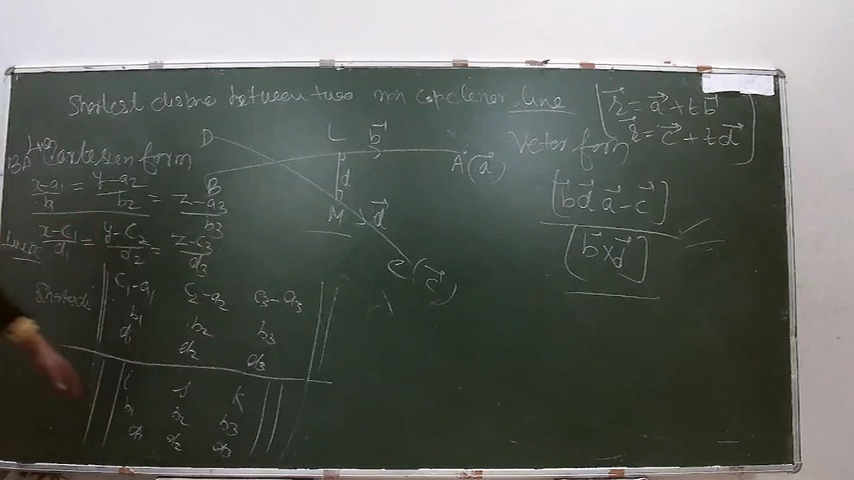 Shortest distance between two non coplanar line
r⃗ = a⃗ + t b⃗
r⃗ = c⃗ + t d⃗
Cartesian form
Vector form
D L b⃗
B A (a⃗)
d
M d⃗
C (c⃗)
x-a₁/b₁ = y-a₂/b₂ = z-a₃/b₃
x-c₁/d₁ = y-c₂/d₂ = z-c₃/d₃
[b⃗ d⃗ a⃗-c⃗]
(b⃗ × d⃗)
Shortest
c₁-a₁ c₂-a₂ c₃-a₃
b₁ b₂ b₃
d₁ d₂ d₃
i j k
b₁ b₂ b₃
d₁ d₂ d₃